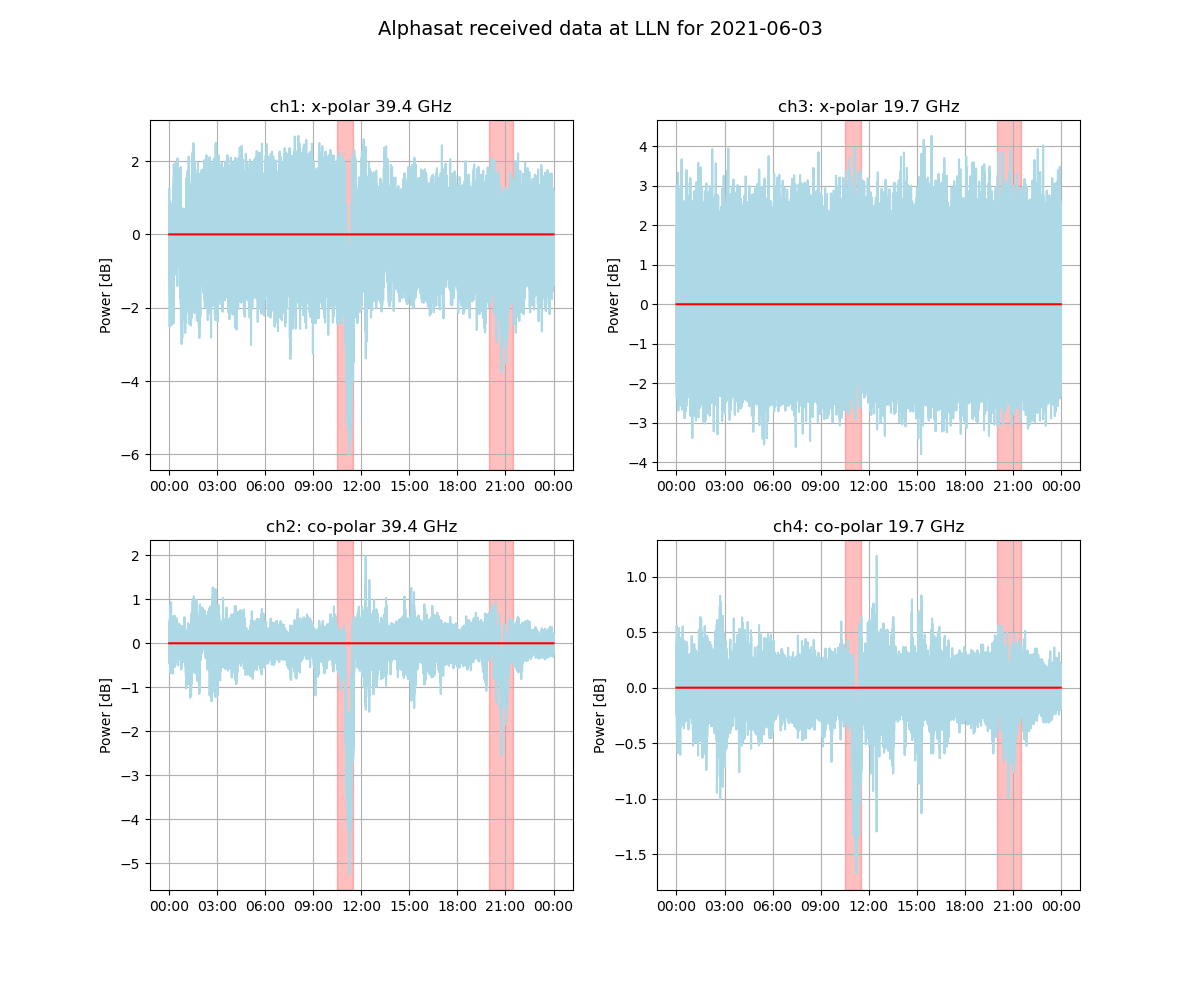 Alphasat received data at LLN for 2021-06-03
ch1: x-polar 39.4 GHz
Power [dB]
2
0
−2
−4
−6
00:00 03:00 06:00 09:00 12:00 15:00 18:00 21:00 00:00
ch3: x-polar 19.7 GHz
Power [dB]
4
3
2
1
0
−1
−2
−3
−4
00:00 03:00 06:00 09:00 12:00 15:00 18:00 21:00 00:00
ch2: co-polar 39.4 GHz
Power [dB]
2
1
0
−1
−2
−3
−4
−5
00:00 03:00 06:00 09:00 12:00 15:00 18:00 21:00 00:00
ch4: co-polar 19.7 GHz
Power [dB]
1.0
0.5
0.0
−0.5
−1.0
−1.5
00:00 03:00 06:00 09:00 12:00 15:00 18:00 21:00 00:00